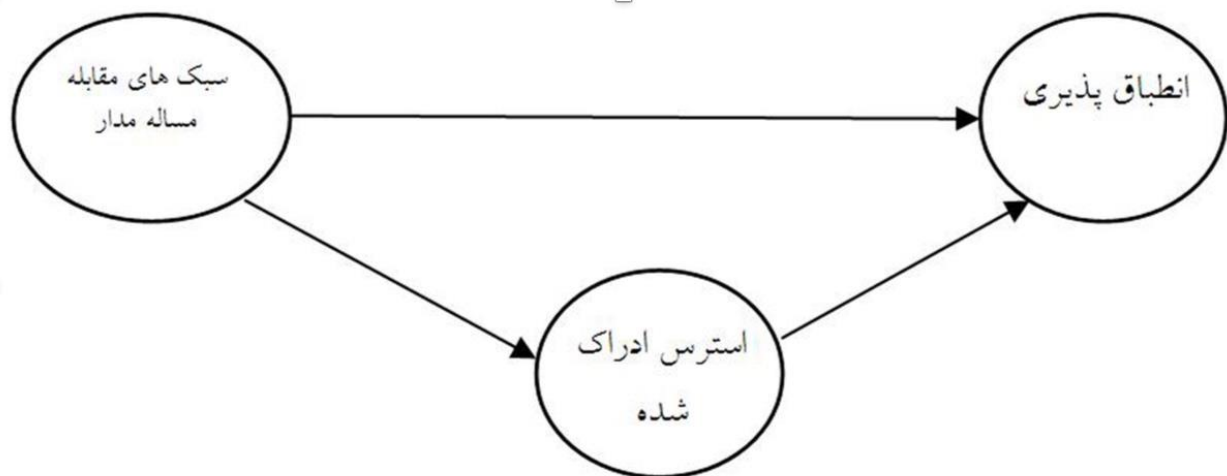 سبک های مقابله
مساله مدار
انطباق پذیری
استرس ادراک
شده